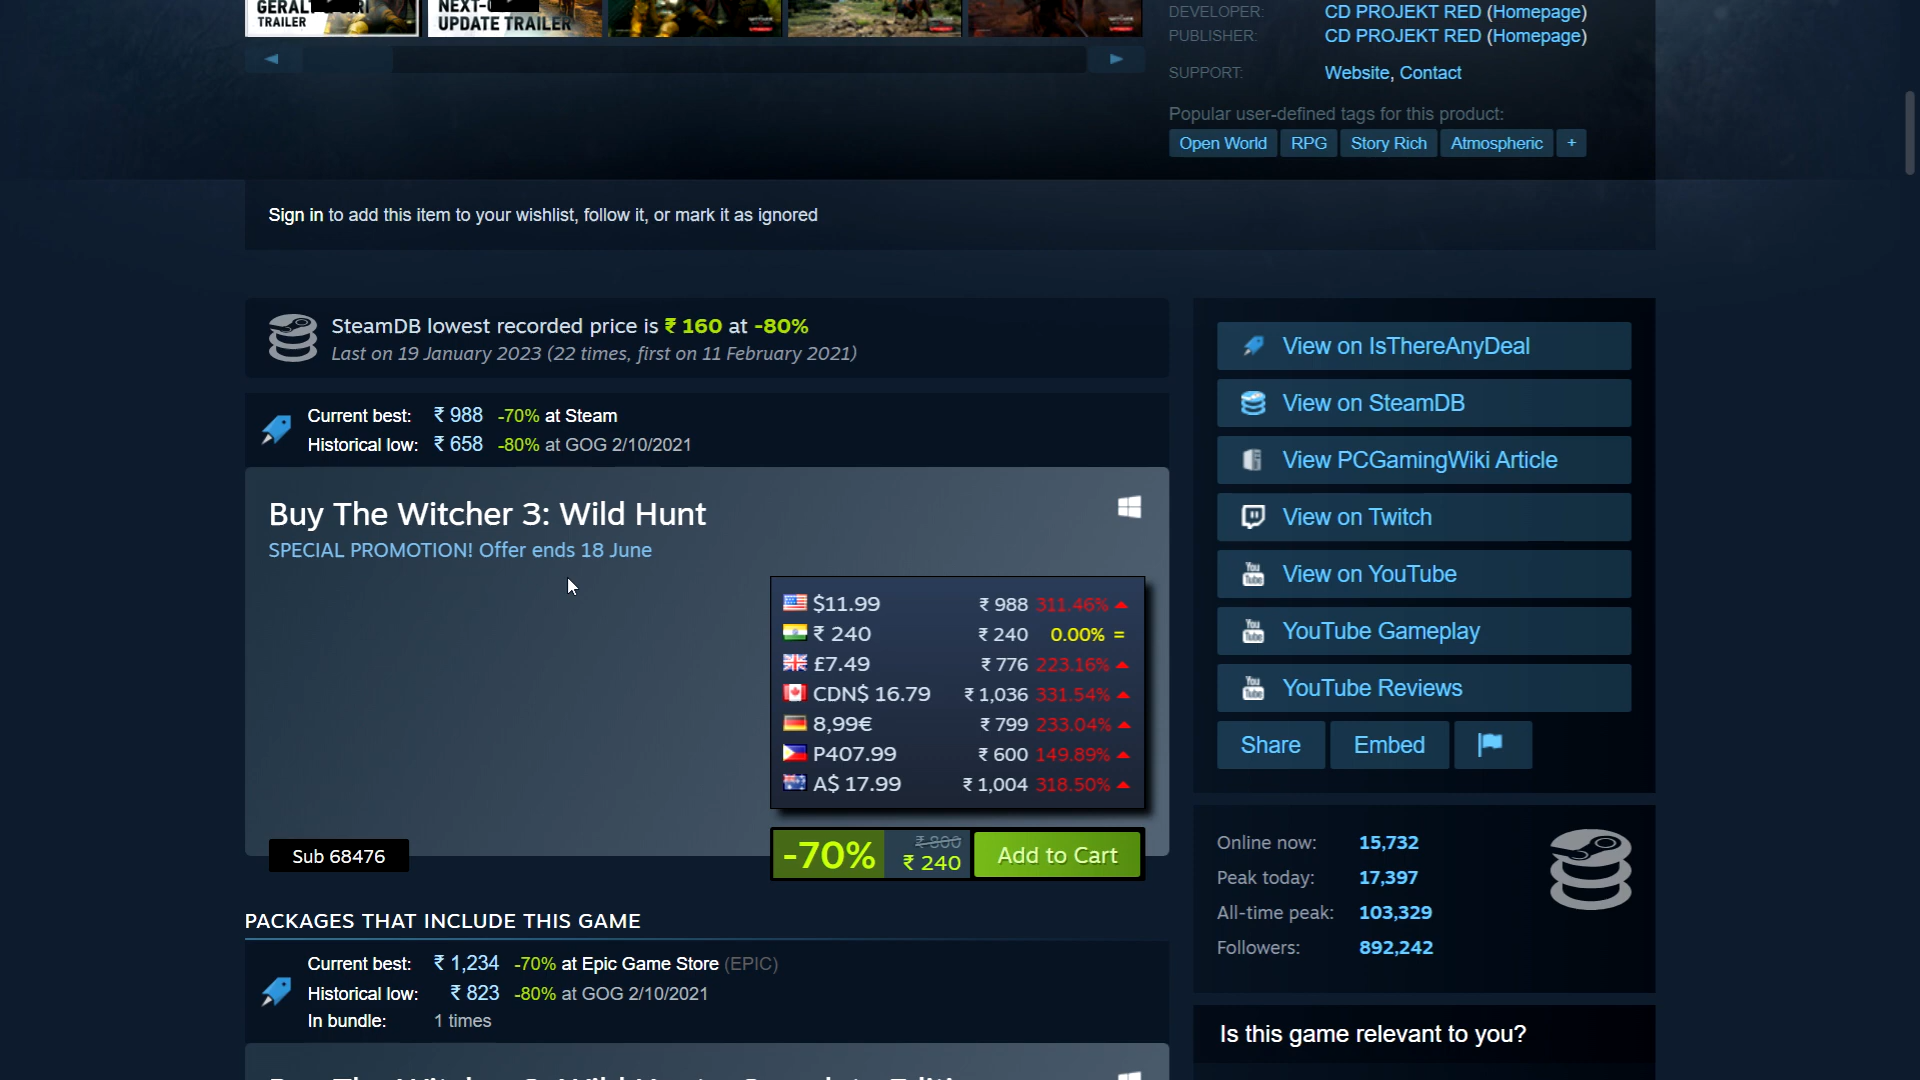 TRAILER
UPDATE TRAILER
DEVELOPER: CD PROJEKT RED (Homepage)
PUBLISHER: CD PROJEKT RED (Homepage)
SUPPORT: Website, Contact
Popular user-defined tags for this product:
Open World RPG Story Rich Atmospheric +
Sign in to add this item to your wishlist, follow it, or mark it as ignored
SteamDB lowest recorded price is ₹ 160 at -80%
Last on 19 January 2023 (22 times, first on 11 February 2021)
Current best: ₹ 988 -70% at Steam
Historical low: ₹ 658 -80% at GOG 2/10/2021
Buy The Witcher 3: Wild Hunt
SPECIAL PROMOTION! Offer ends 18 June
$11.99 ₹ 988 311.46%
₹ 240 ₹ 240 0.00% =
£7.49 ₹ 776 223.16%
CDN$ 16.79 ₹ 1,036 331.54%
8,99€ ₹ 799 233.04%
P407.99 ₹ 600 149.89%
A$ 17.99 ₹ 1,004 318.50%
Sub 68476
-70% ₹ 800 ₹ 240 Add to Cart
PACKAGES THAT INCLUDE THIS GAME
Current best: ₹ 1,234 -70% at Epic Game Store (EPIC)
Historical low: ₹ 823 -80% at GOG 2/10/2021
In bundle: 1 times
View on IsThereAnyDeal
View on SteamDB
View PCGamingWiki Article
View on Twitch
You Tube View on YouTube
You Tube YouTube Gameplay
You Tube YouTube Reviews
Share Embed
Online now: 15,732
Peak today: 17,397
All-time peak: 103,329
Followers: 892,242
Is this game relevant to you?